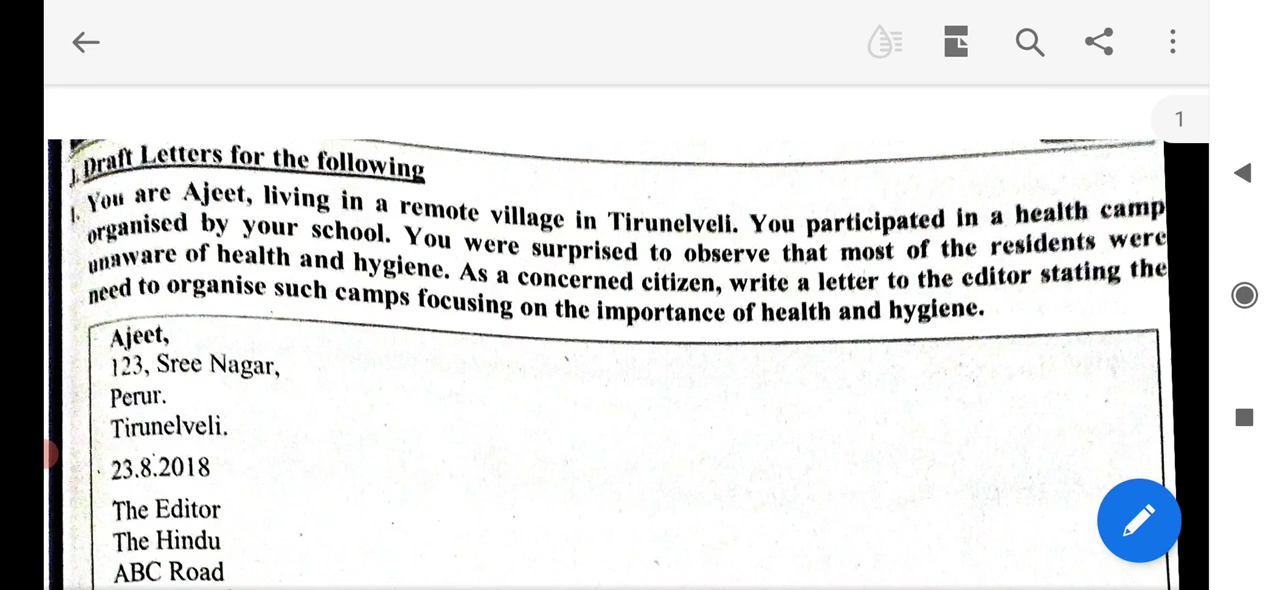 1
Draft Letters for the following
1. You are Ajeet, living in a remote village in Tirunelveli. You participated in a health camp
organised by your school. You were surprised to observe that most of the residents were
unaware of health and hygiene. As a concerned citizen, write a letter to the editor stating the
need to organise such camps focusing on the importance of health and hygiene.
Ajeet,
123, Sree Nagar,
Perur.
Tirunelveli.
23.8.2018
The Editor
The Hindu
ABC Road